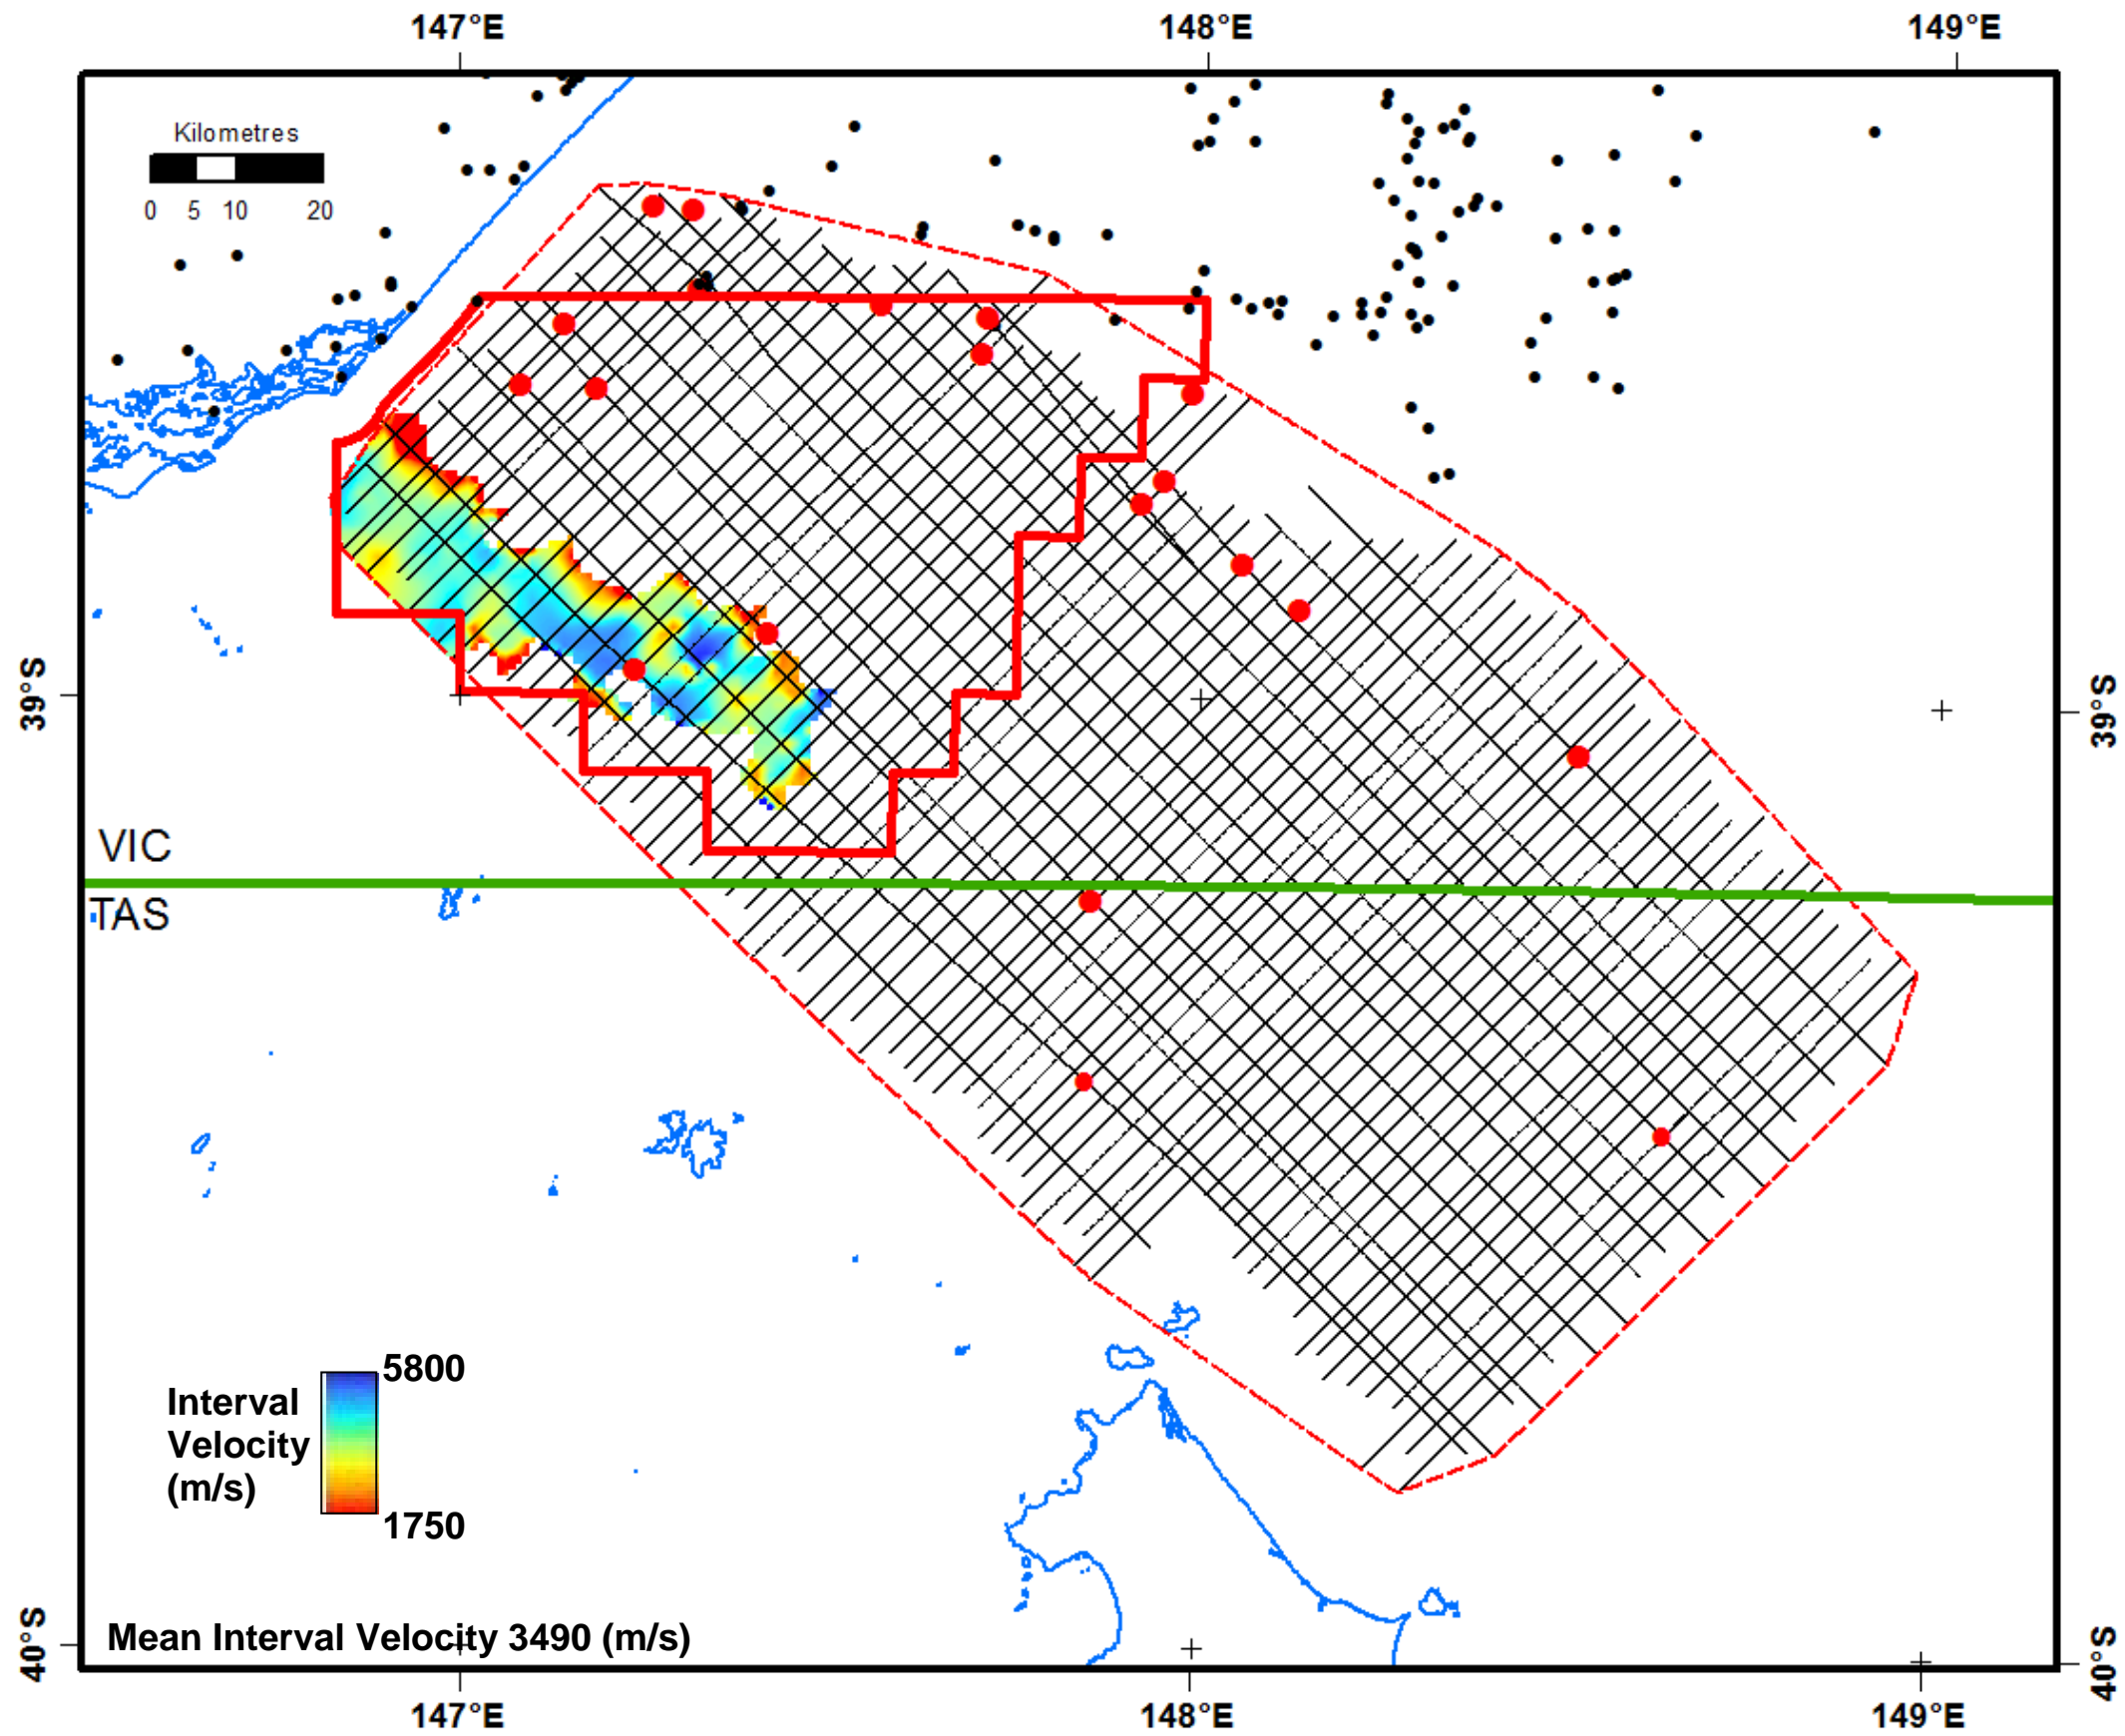 147°E 148°E 149°E
Kilometres
0 5 10 20
39°S 39°S
VIC
TAS
5800
Interval
Velocity
(m/s)
1750
Mean Interval Velocity 3490 (m/s)
40°S 40°S
147°E 148°E 149°E